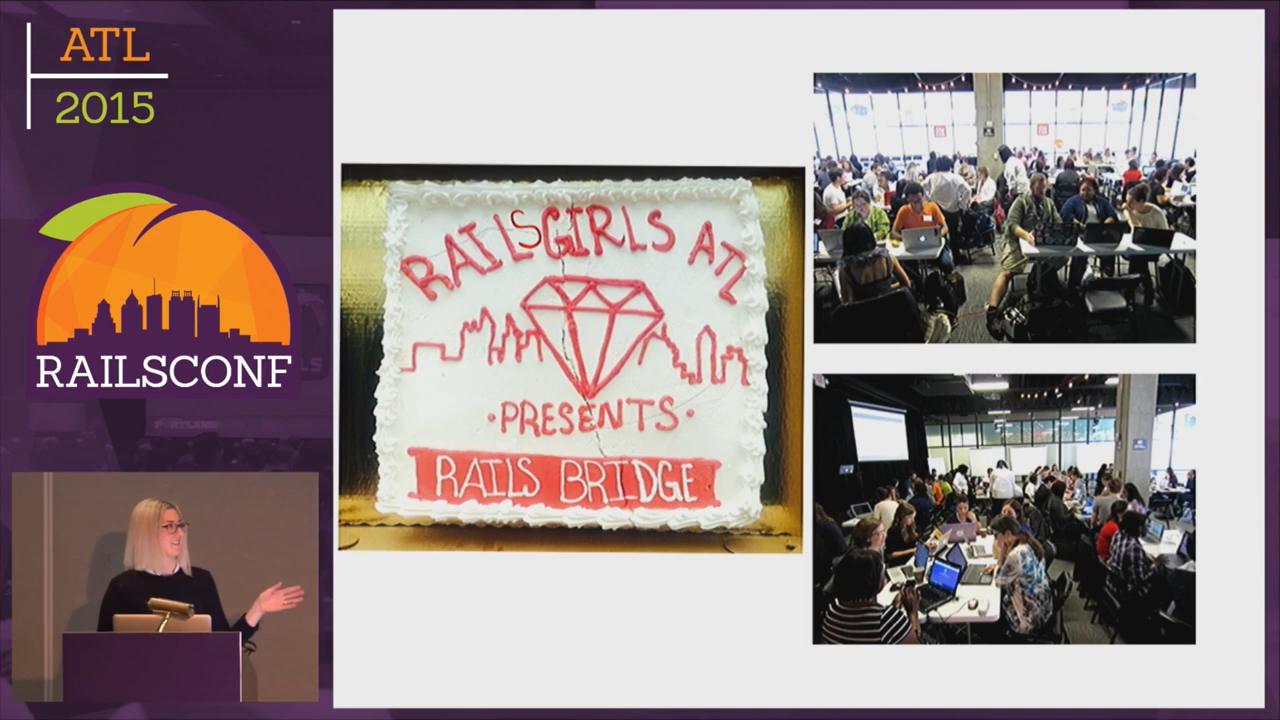 ATL
2015
RAILSCONF
RAILSGIRLS ATL
·PRESENTS·
RAILS BRIDGE